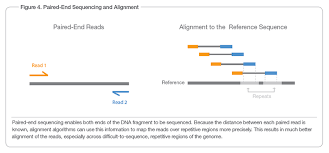 Figure 4. Paired-End Sequencing and Alignment
Paired-End Reads
Alignment to the Reference Sequence
Read 1
Read 2
Reference
Repeats
Paired-end sequencing enables both ends of the DNA fragment to be sequenced. Because the distance between each paired read is
known, alignment algorithms can use this information to map the reads over repetitive regions more precisely. This results in much better
alignment of the reads, especially across difficult-to-sequence, repetitive regions of the genome.